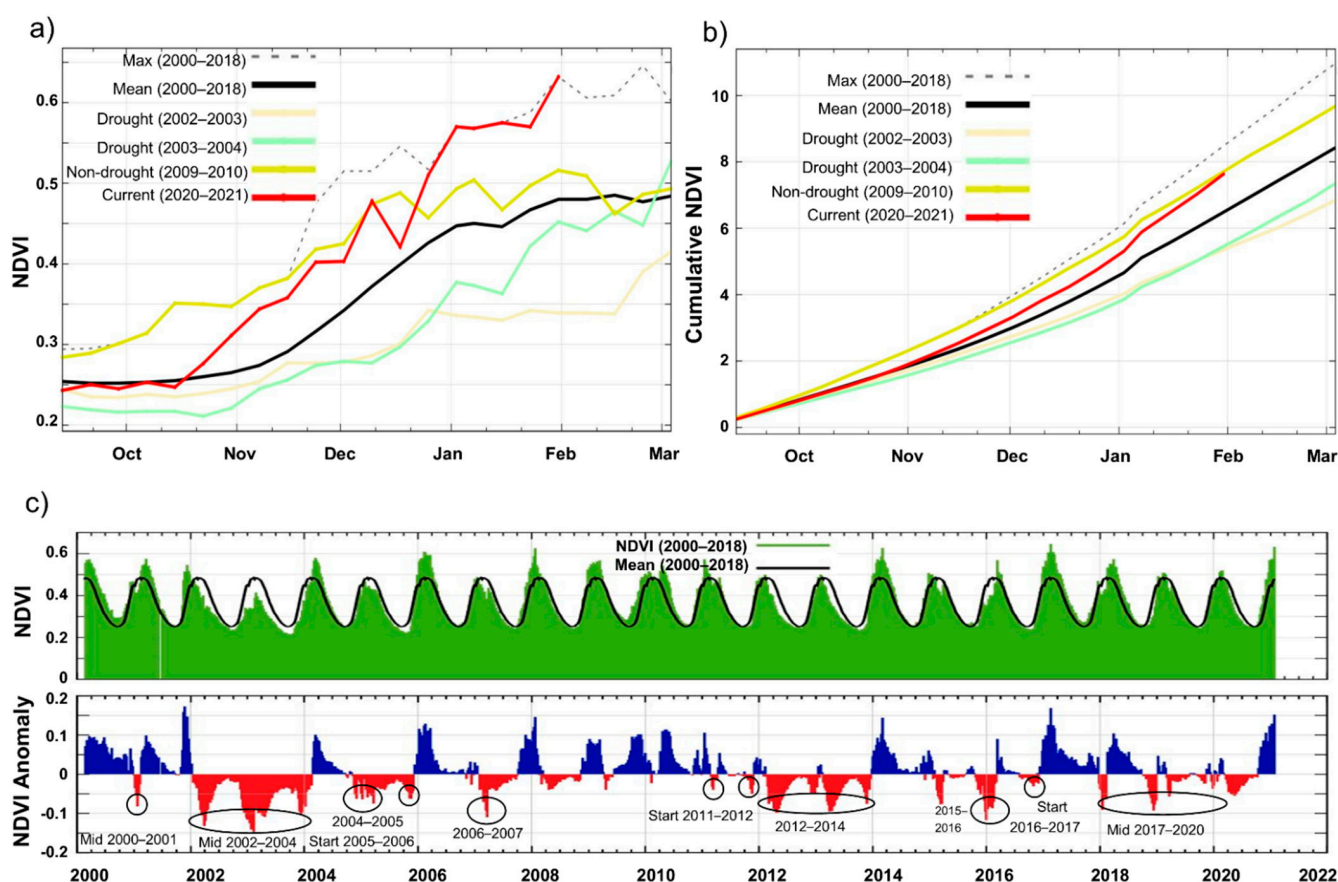 a)
Max (2000–2018)
Mean (2000–2018)
Drought (2002–2003)
Drought (2003–2004)
Non-drought (2009–2010)
Current (2020–2021)
NDVI
0.6
0.5
0.4
0.3
0.2
Oct Nov Dec Jan Feb Mar
b)
Max (2000–2018)
Mean (2000–2018)
Drought (2002–2003)
Drought (2003–2004)
Non-drought (2009–2010)
Current (2020–2021)
Cumulative NDVI
10
8
6
4
2
0
Oct Nov Dec Jan Feb Mar
c)
NDVI (2000–2018)
Mean (2000–2018)
NDVI
0.6
0.4
0.2
0
NDVI Anomaly
0.2
0.1
0
-0.1
-0.2
Mid 2000–2001
Mid 2002–2004
2004–2005
Start 2005–2006
2006–2007
Start 2011–2012
2012–2014
2015–
2016
Start
2016–2017
Mid 2017–2020
2000 2002 2004 2006 2008 2010 2012 2014 2016 2018 2020 2022